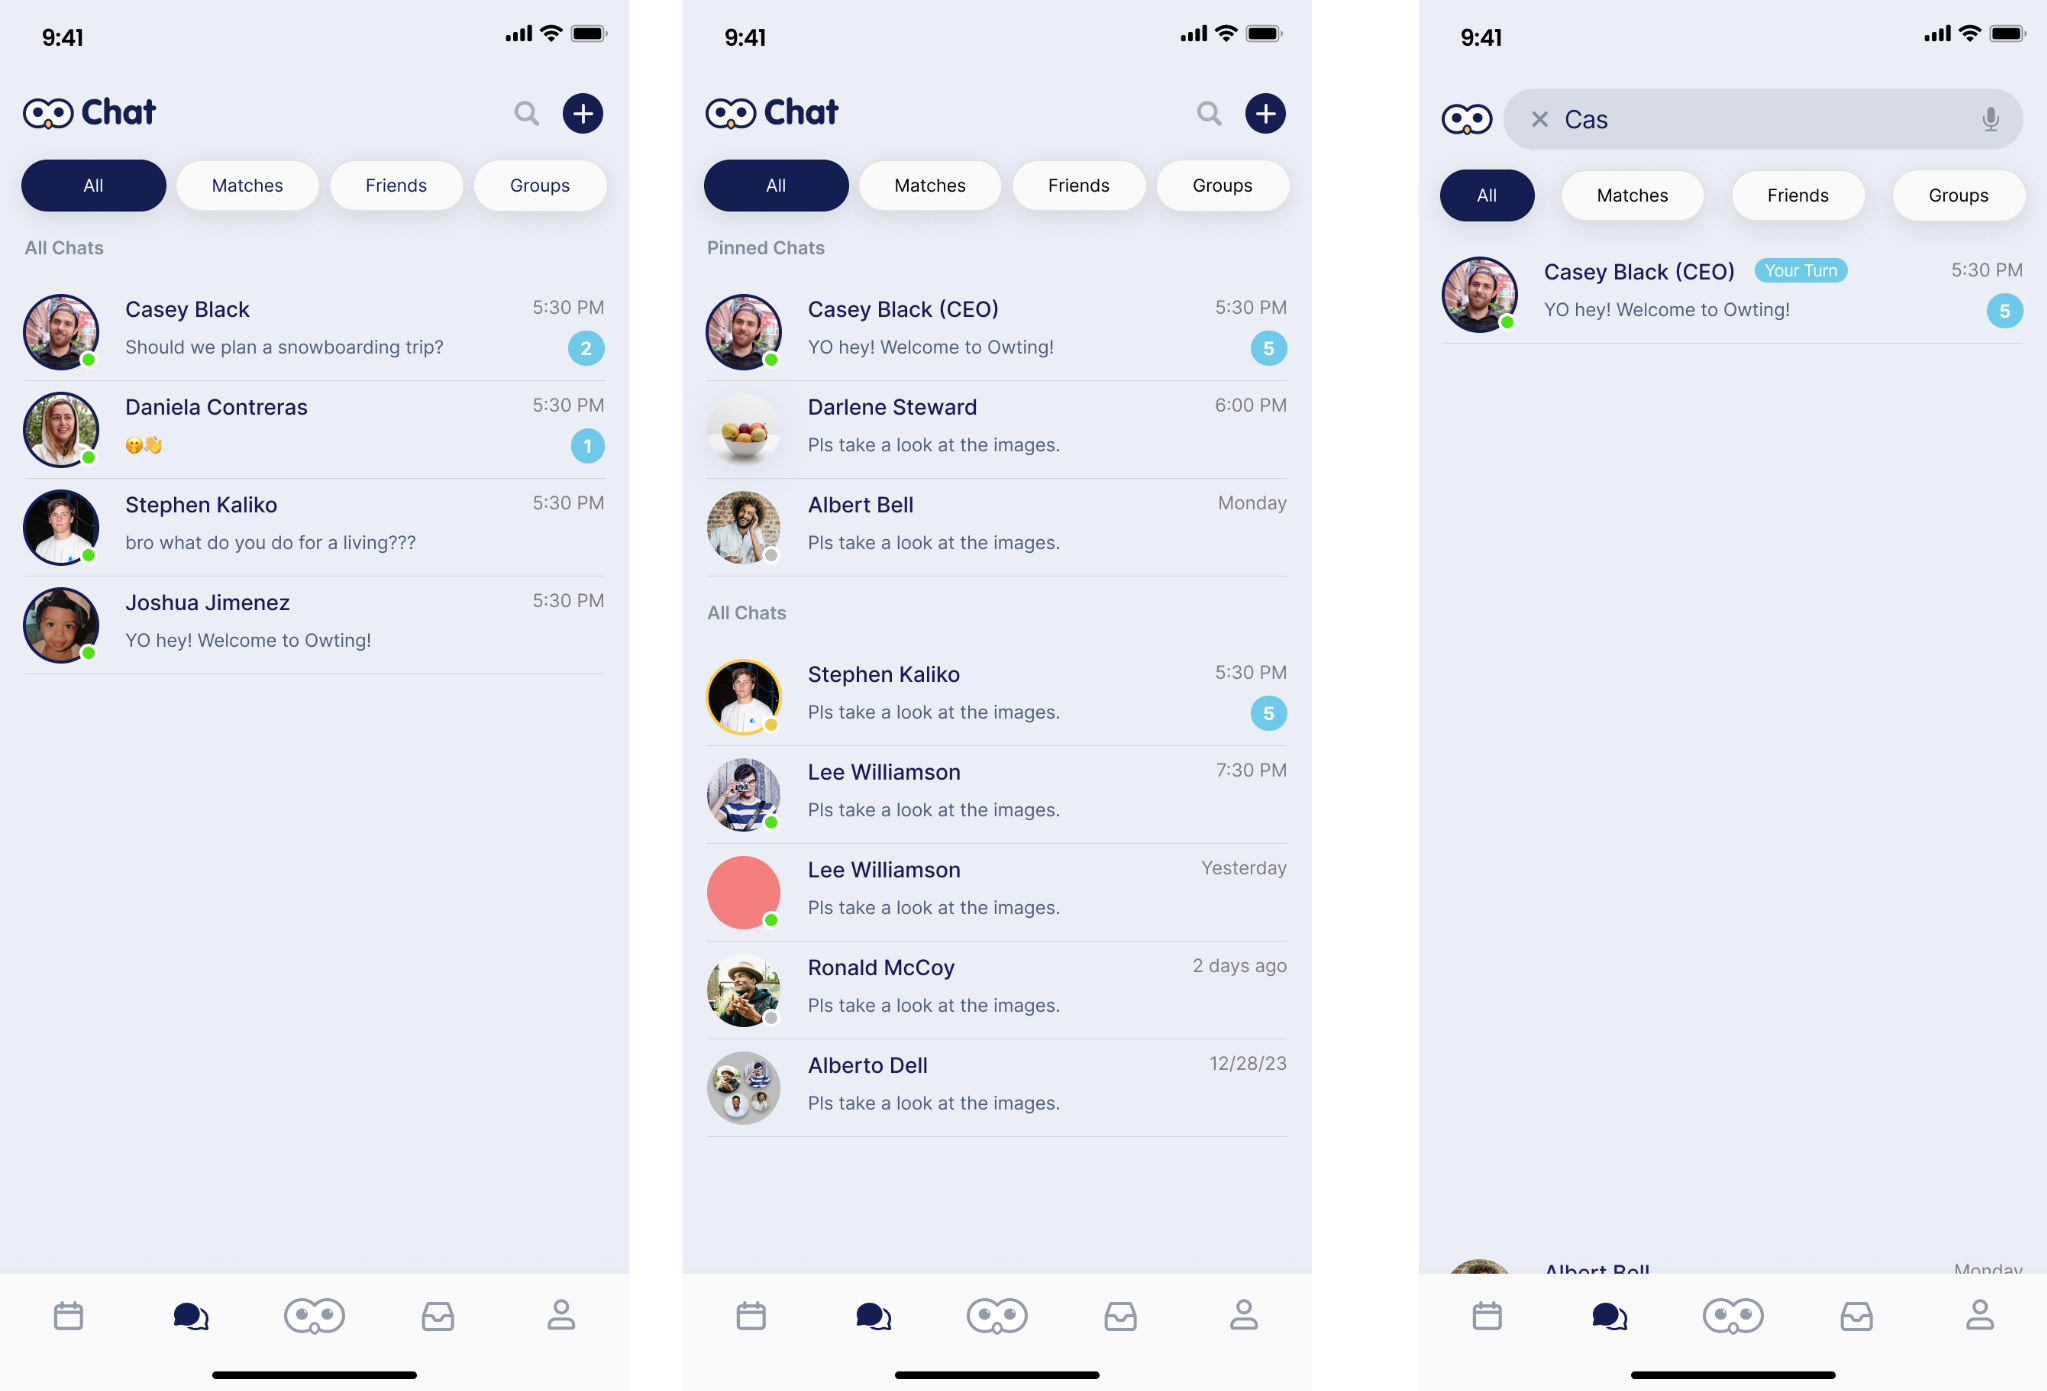 9:41
Chat
All Matches Friends Groups
All Chats
Casey Black 5:30 PM
Should we plan a snowboarding trip? 2
Daniela Contreras 5:30 PM
🤭👋 1
Stephen Kaliko 5:30 PM
bro what do you do for a living???
Joshua Jimenez 5:30 PM
YO hey! Welcome to Owting!
9:41
Chat
All Matches Friends Groups
Pinned Chats
Casey Black (CEO) 5:30 PM
YO hey! Welcome to Owting! 5
Darlene Steward 6:00 PM
Pls take a look at the images.
Albert Bell Monday
Pls take a look at the images.
All Chats
Stephen Kaliko 5:30 PM
Pls take a look at the images. 5
Lee Williamson 7:30 PM
Pls take a look at the images.
Lee Williamson Yesterday
Pls take a look at the images.
Ronald McCoy 2 days ago
Pls take a look at the images.
Alberto Dell 12/28/23
Pls take a look at the images.
9:41
Cas
All Matches Friends Groups
Casey Black (CEO) Your Turn 5:30 PM
YO hey! Welcome to Owting! 5
Albert Bell Monday